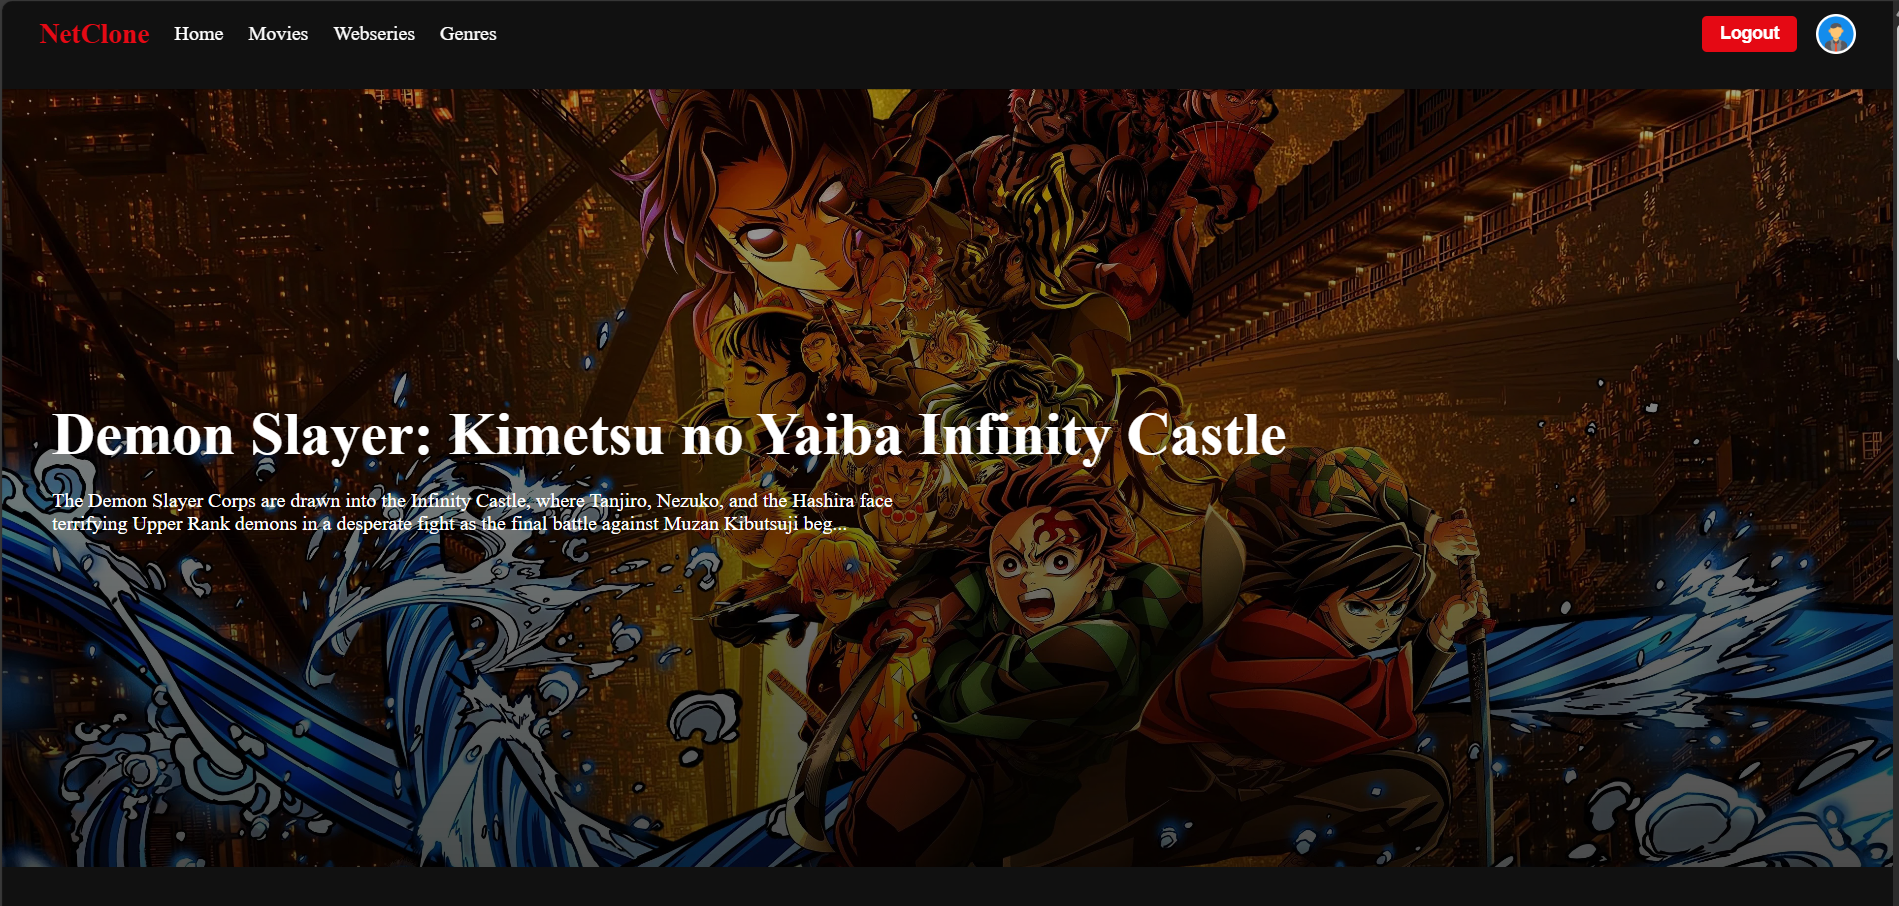 NetClone Home Movies Webseries Genres Logout
Demon Slayer: Kimetsu no Yaiba Infinity Castle
The Demon Slayer Corps are drawn into the Infinity Castle, where Tanjiro, Nezuko, and the Hashira face
terrifying Upper Rank demons in a desperate fight as the final battle against Muzan Kibutsuji beg...